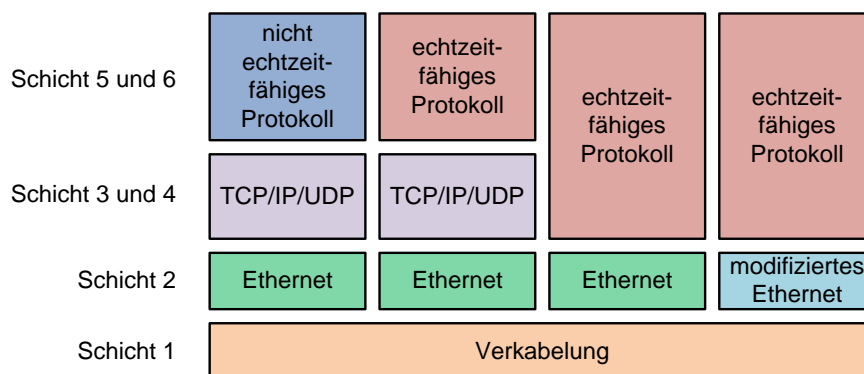 Schicht 5 und 6
nicht
echtzeit-
fähiges
Protokoll
echtzeit-
fähiges
Protokoll
echtzeit-
fähiges
Protokoll
echtzeit-
fähiges
Protokoll
Schicht 3 und 4
TCP/IP/UDP
TCP/IP/UDP
Schicht 2
Ethernet
Ethernet
Ethernet
modifiziertes
Ethernet
Schicht 1
Verkabelung